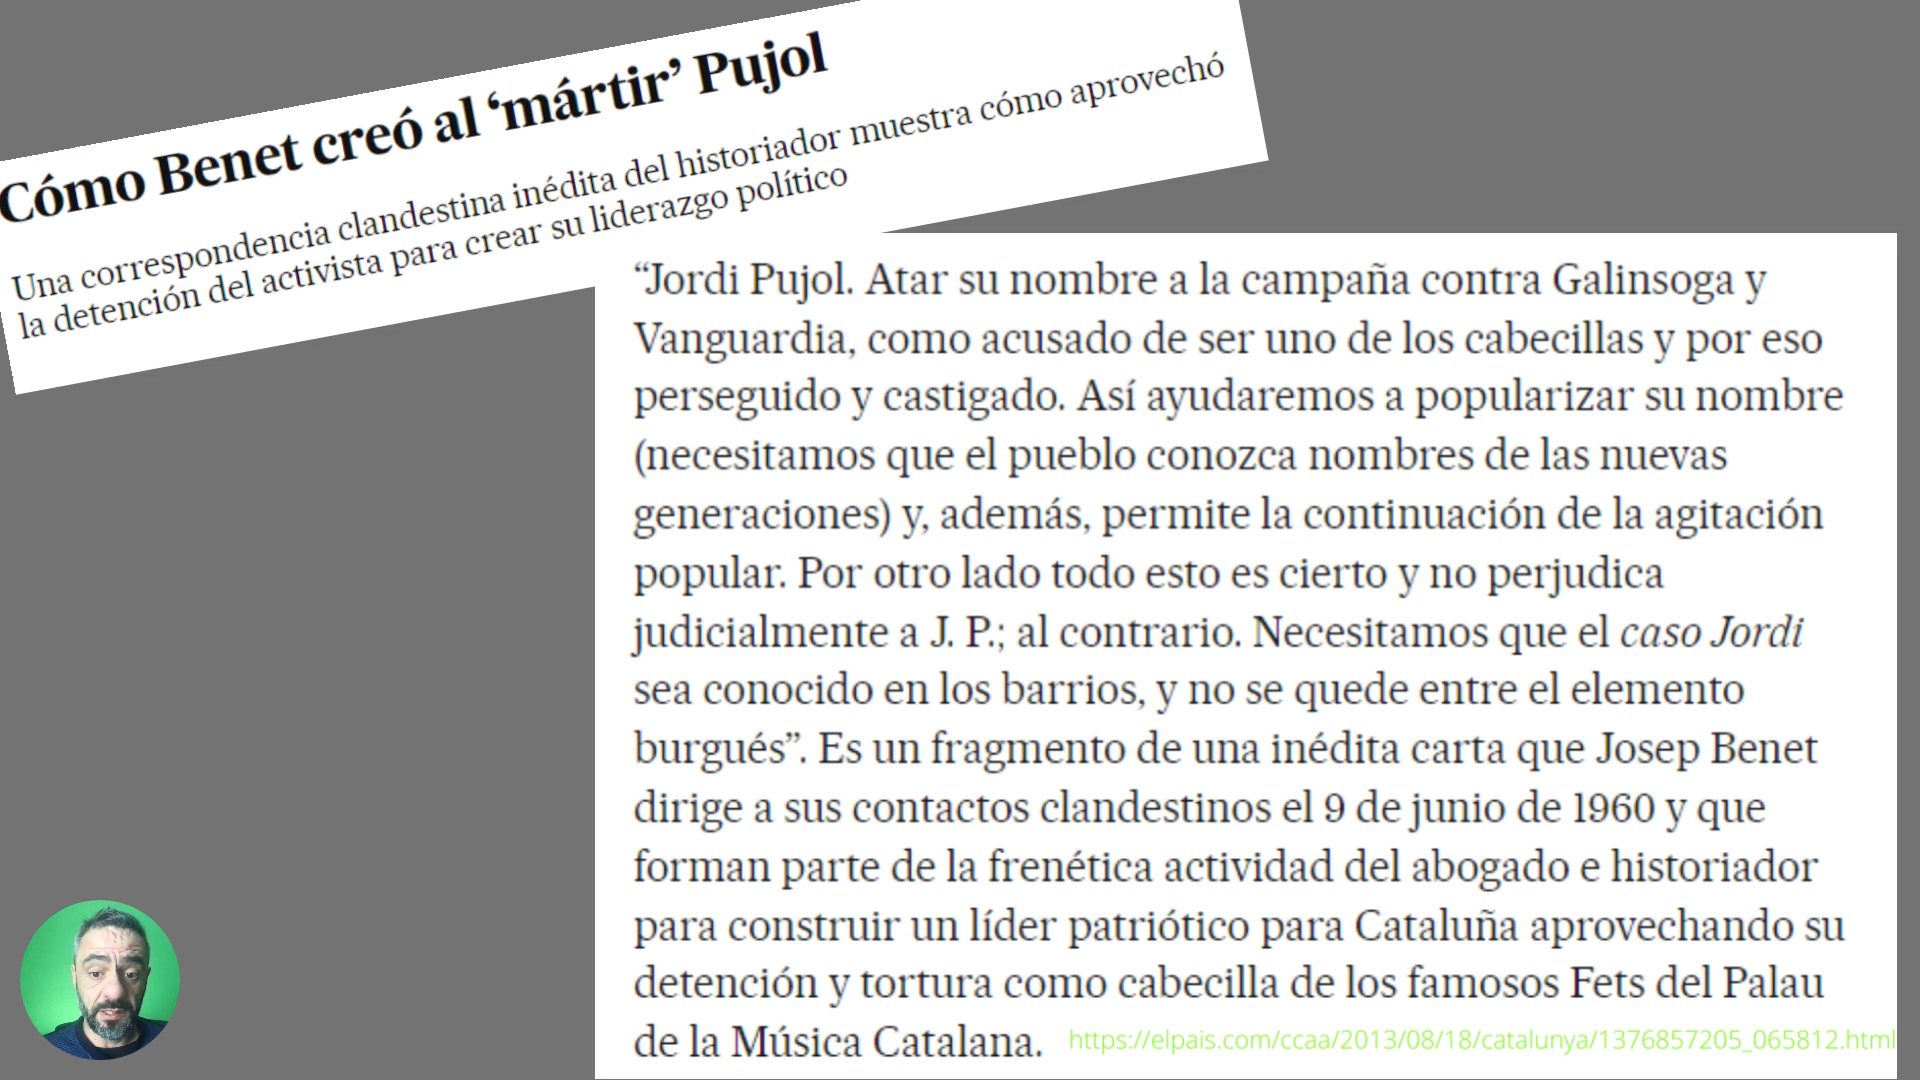 Cómo Benet creó al ‘mártir’ Pujol
Una correspondencia clandestina inédita del historiador muestra cómo aprovechó
la detención del activista para crear su liderazgo político
“Jordi Pujol. Atar su nombre a la campaña contra Galinsoga y
Vanguardia, como acusado de ser uno de los cabecillas y por eso
perseguido y castigado. Así ayudaremos a popularizar su nombre
(necesitamos que el pueblo conozca nombres de las nuevas
generaciones) y, además, permite la continuación de la agitación
popular. Por otro lado todo esto es cierto y no perjudica
judicialmente a J. P.; al contrario. Necesitamos que el caso Jordi
sea conocido en los barrios, y no se quede entre el elemento
burgués”. Es un fragmento de una inédita carta que Josep Benet
dirige a sus contactos clandestinos el 9 de junio de 1960 y que
forman parte de la frenética actividad del abogado e historiador
para construir un líder patriótico para Cataluña aprovechando su
detención y tortura como cabecilla de los famosos Fets del Palau
de la Música Catalana.
https://elpais.com/ccaa/2013/08/18/catalunya/1376857205_065812.html